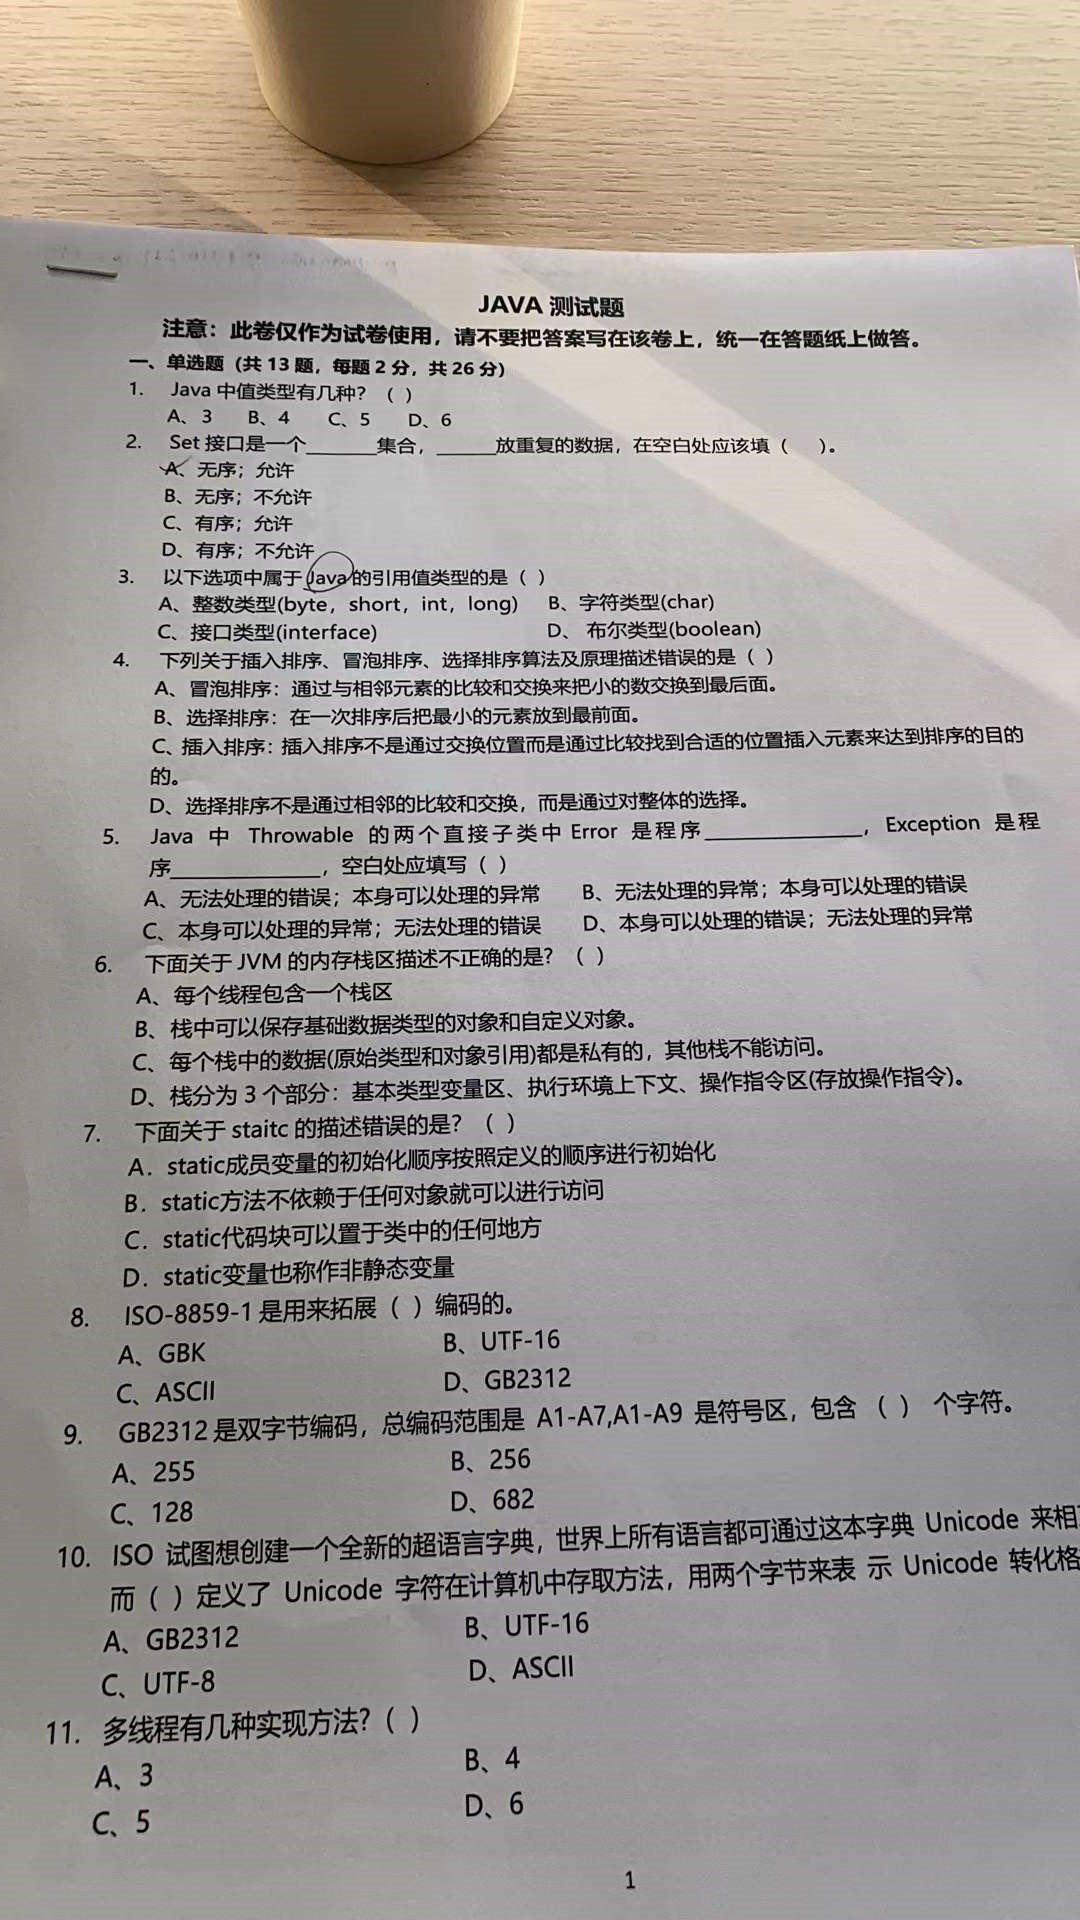 JAVA 测试题
注意：此卷仅作为试卷使用，请不要把答案写在该卷上，统一在答题纸上做答。
一、单选题（共 13 题，每题 2 分，共 26 分）
1. Java 中值类型有几种？（ ）
A、3 B、4 C、5 D、6
2. Set 接口是一个_______集合，______放重复的数据，在空白处应该填（ ）。
A、无序；允许
B、无序；不允许
C、有序；允许
D、有序；不允许
3. 以下选项中属于 Java 的引用值类型的是（ ）
A、整数类型(byte，short，int，long) B、字符类型(char)
C、接口类型(interface) D、 布尔类型(boolean)
4. 下列关于插入排序、冒泡排序、选择排序算法及原理描述错误的是（ ）
A、冒泡排序：通过与相邻元素的比较和交换来把小的数交换到最后面。
B、选择排序：在一次排序后把最小的元素放到最前面。
C、插入排序：插入排序不是通过交换位置而是通过比较找到合适的位置插入元素来达到排序的目的
的。
D、选择排序不是通过相邻的比较和交换，而是通过对整体的选择。
5. Java 中 Throwable 的两个直接子类中 Error 是程序______________，Exception 是程
序______________，空白处应填写（ ）
A、无法处理的错误；本身可以处理的异常 B、无法处理的异常；本身可以处理的错误
C、本身可以处理的异常；无法处理的错误 D、本身可以处理的错误；无法处理的异常
6. 下面关于 JVM 的内存栈区描述不正确的是？（ ）
A、每个线程包含一个栈区
B、栈中可以保存基础数据类型的对象和自定义对象。
C、每个栈中的数据(原始类型和对象引用)都是私有的，其他栈不能访问。
D、栈分为 3 个部分：基本类型变量区、执行环境上下文、操作指令区(存放操作指令)。
7. 下面关于 staitc 的描述错误的是？（ ）
A．static成员变量的初始化顺序按照定义的顺序进行初始化
B．static方法不依赖于任何对象就可以进行访问
C．static代码块可以置于类中的任何地方
D．static变量也称作非静态变量
8. ISO-8859-1 是用来拓展（ ）编码的。
A、GBK B、UTF-16
C、ASCII D、GB2312
9. GB2312 是双字节编码，总编码范围是 A1-A7,A1-A9 是符号区，包含 （ ） 个字符。
A、255 B、256
C、128 D、682
10. ISO 试图想创建一个全新的超语言字典，世界上所有语言都可通过这本字典 Unicode 来相
而（ ）定义了 Unicode 字符在计算机中存取方法，用两个字节来表 示 Unicode 转化格
A、GB2312 B、UTF-16
C、UTF-8 D、ASCII
11. 多线程有几种实现方法?（ ）
A、3 B、4
C、5 D、6
1